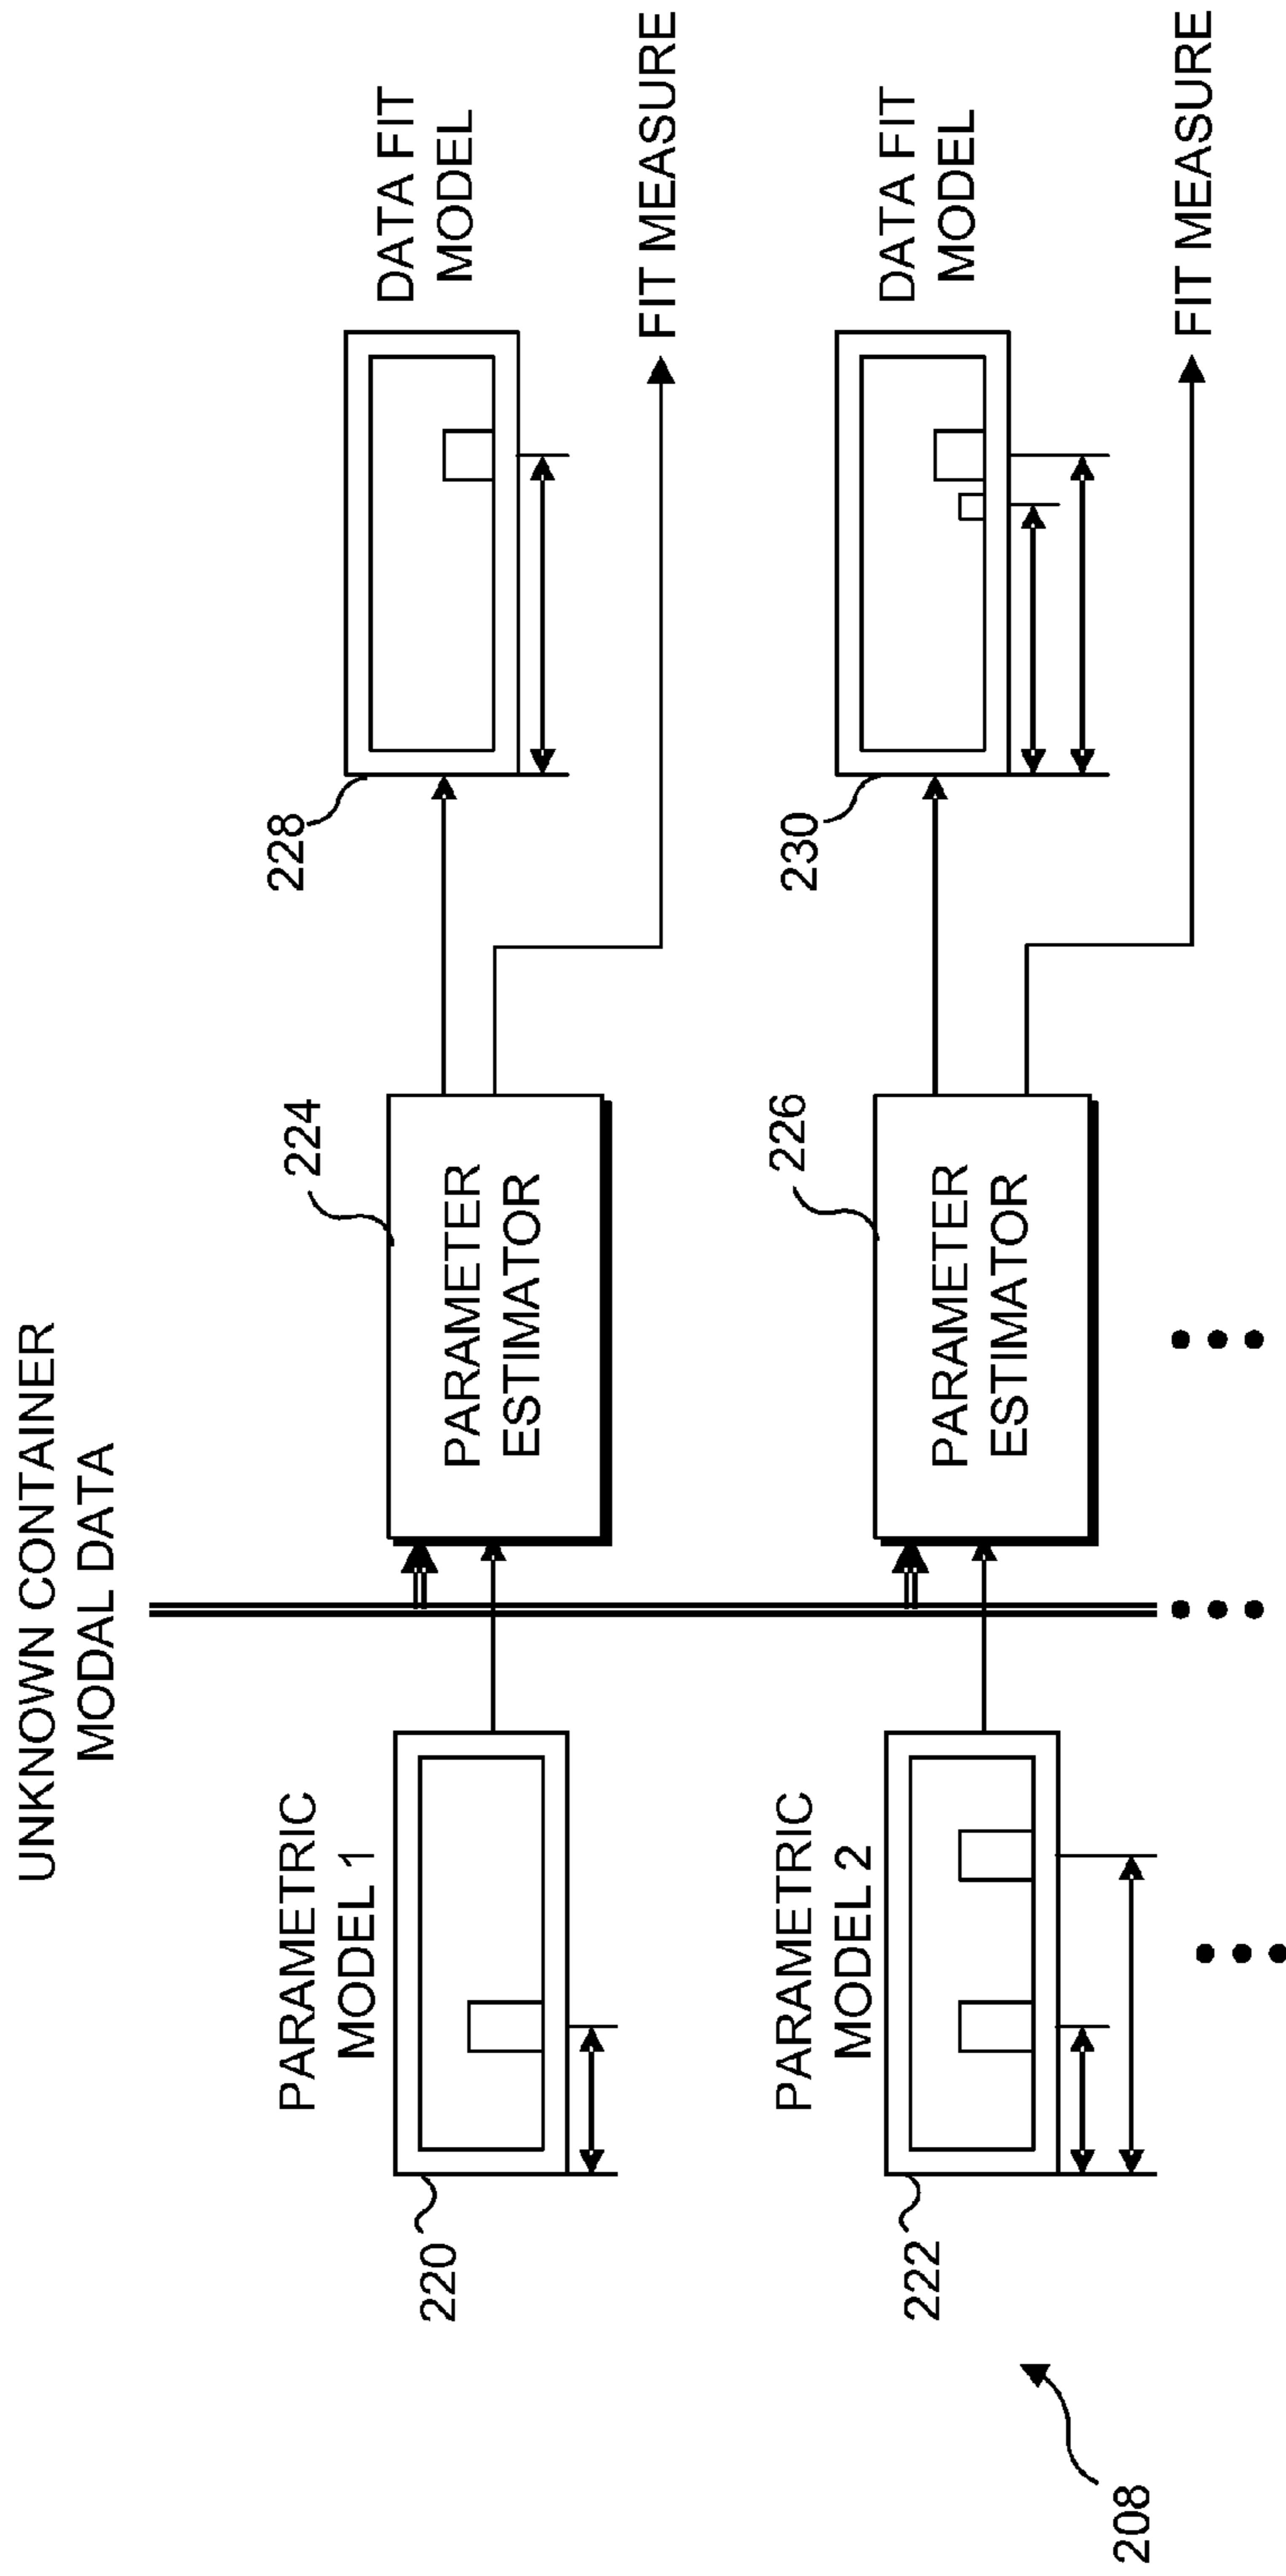 UNKNOWN CONTAINER
MODAL DATA
PARAMETRIC
MODEL 1
220
224
PARAMETER
ESTIMATOR
228
DATA FIT
MODEL
FIT MEASURE
PARAMETRIC
MODEL 2
222
226
PARAMETER
ESTIMATOR
230
DATA FIT
MODEL
FIT MEASURE
208